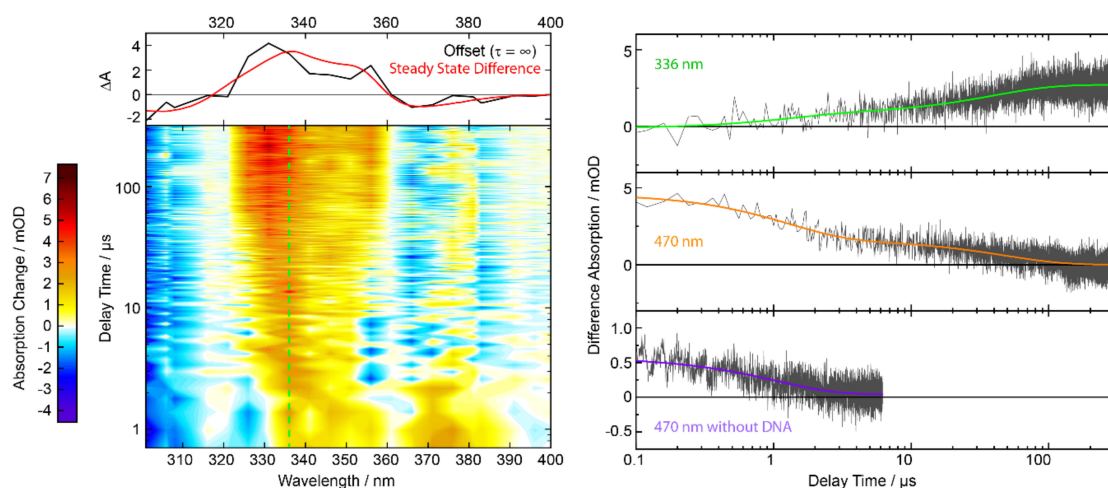 320 330 340 350 360 370 380 390 400
4
2
0
-2
ΔA
Offset (τ = ∞)
Steady State Difference
7
6
5
4
3
2
1
0
-1
-2
-3
-4
Absorption Change / mOD
100
10
1
Delay Time / µs
310 320 330 340 350 360 370 380 390 400
Wavelength / nm
5
0
336 nm
5
0
470 nm
1.0
0.5
0
-0.5
470 nm without DNA
Difference Absorption / mOD
0.1 1 10 100
Delay Time / µs